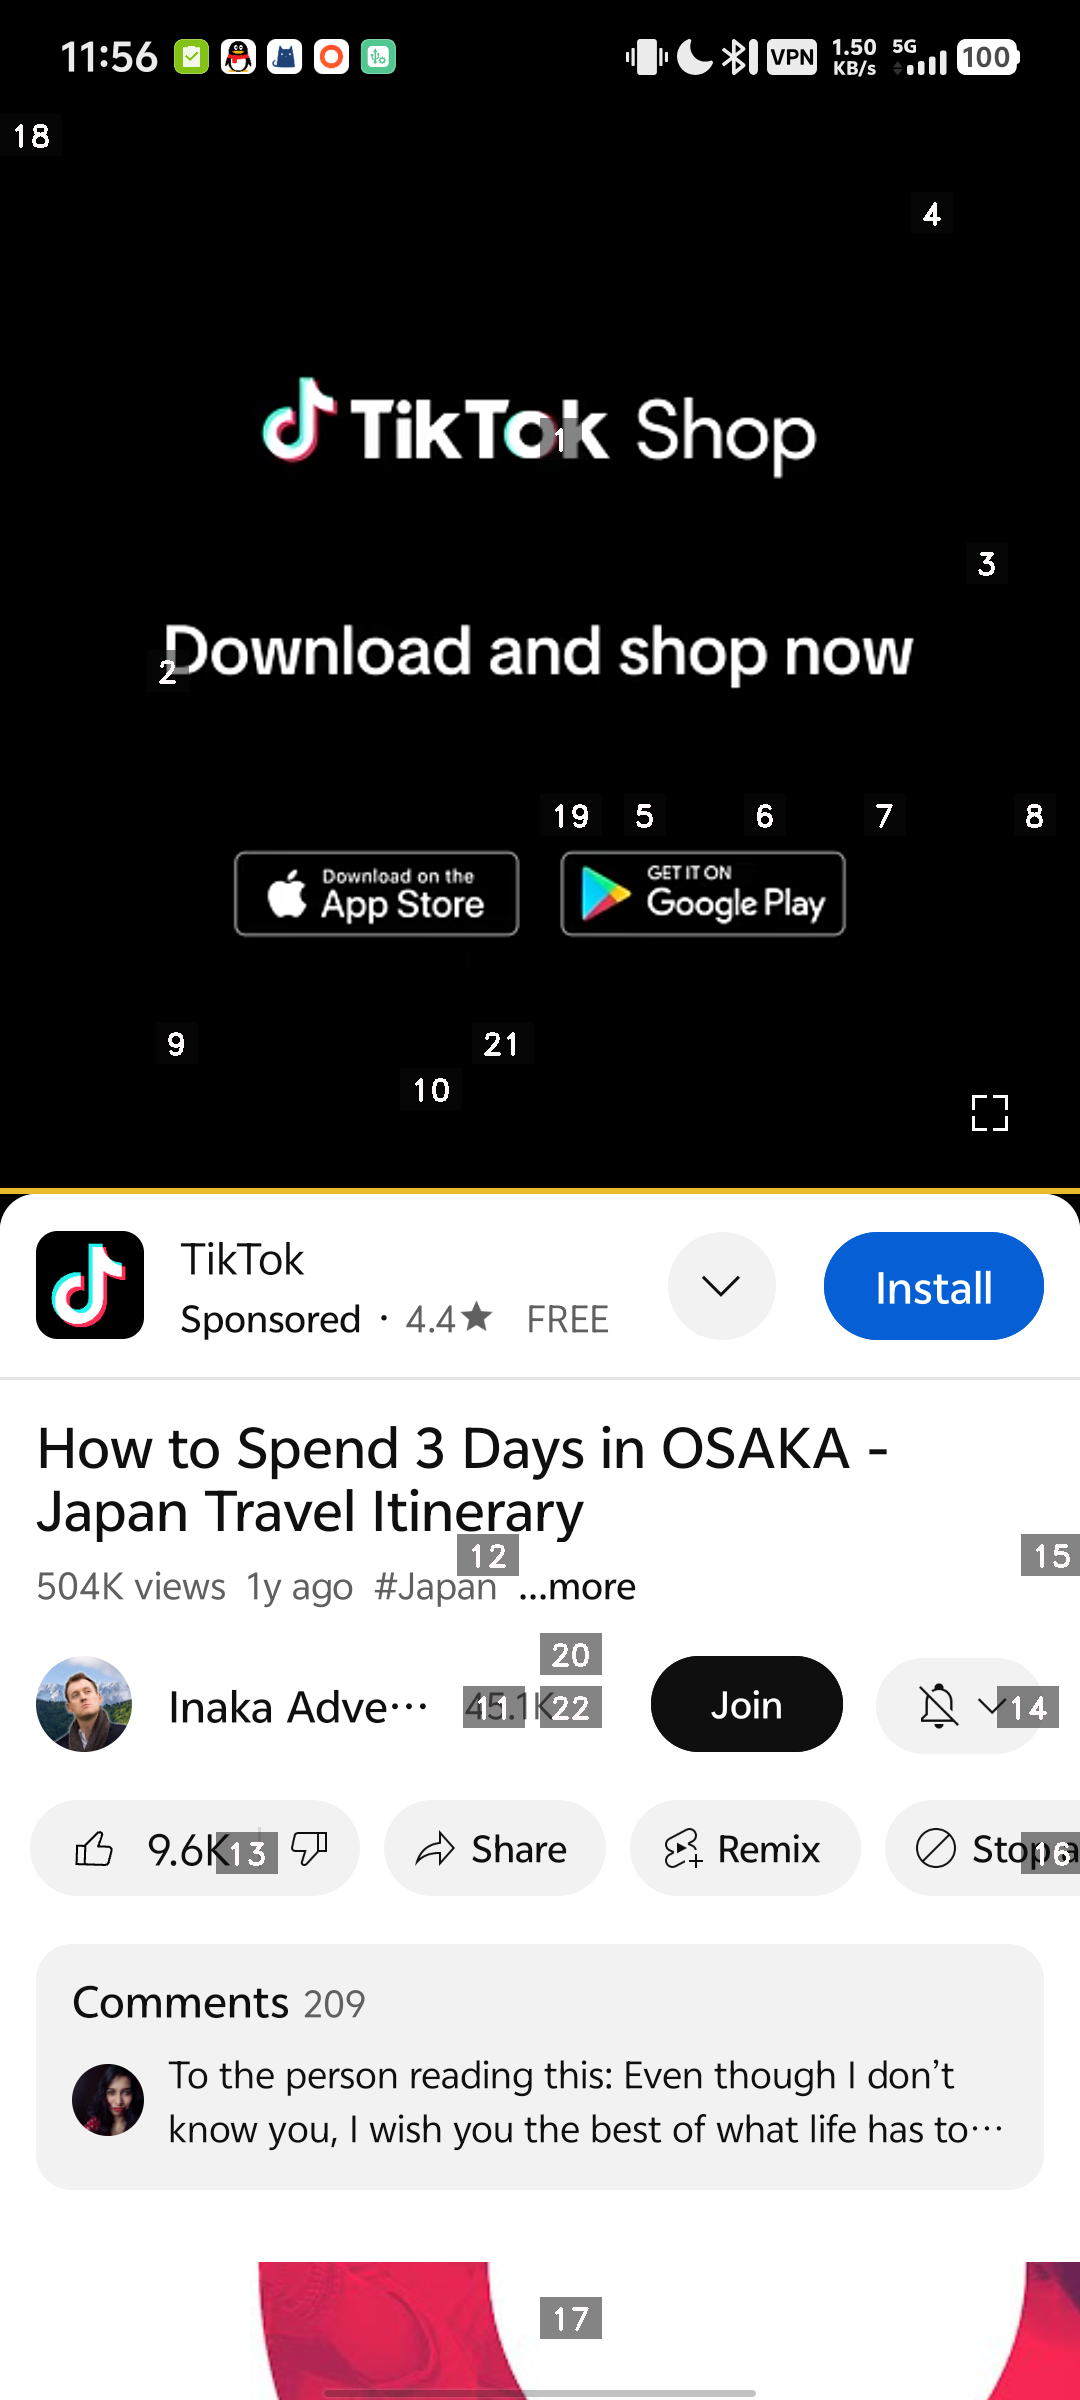 11:56
VPN 1.50 KB/s 5G 100
18
4
TikTok Shop
1
3
Download and shop now
2
19 5 6 7 8
Download on the App Store
GET IT ON Google Play
9 21
10
TikTok
Sponsored · 4.4★ FREE
Install
How to Spend 3 Days in OSAKA -
Japan Travel Itinerary
12 15
504K views 1y ago #Japan ...more
20
Inaka Adve··· 45.1K Join
11 22 14
9.6K Share Remix Stop a
13 16
Comments 209
To the person reading this: Even though I don’t
know you, I wish you the best of what life has to···
17